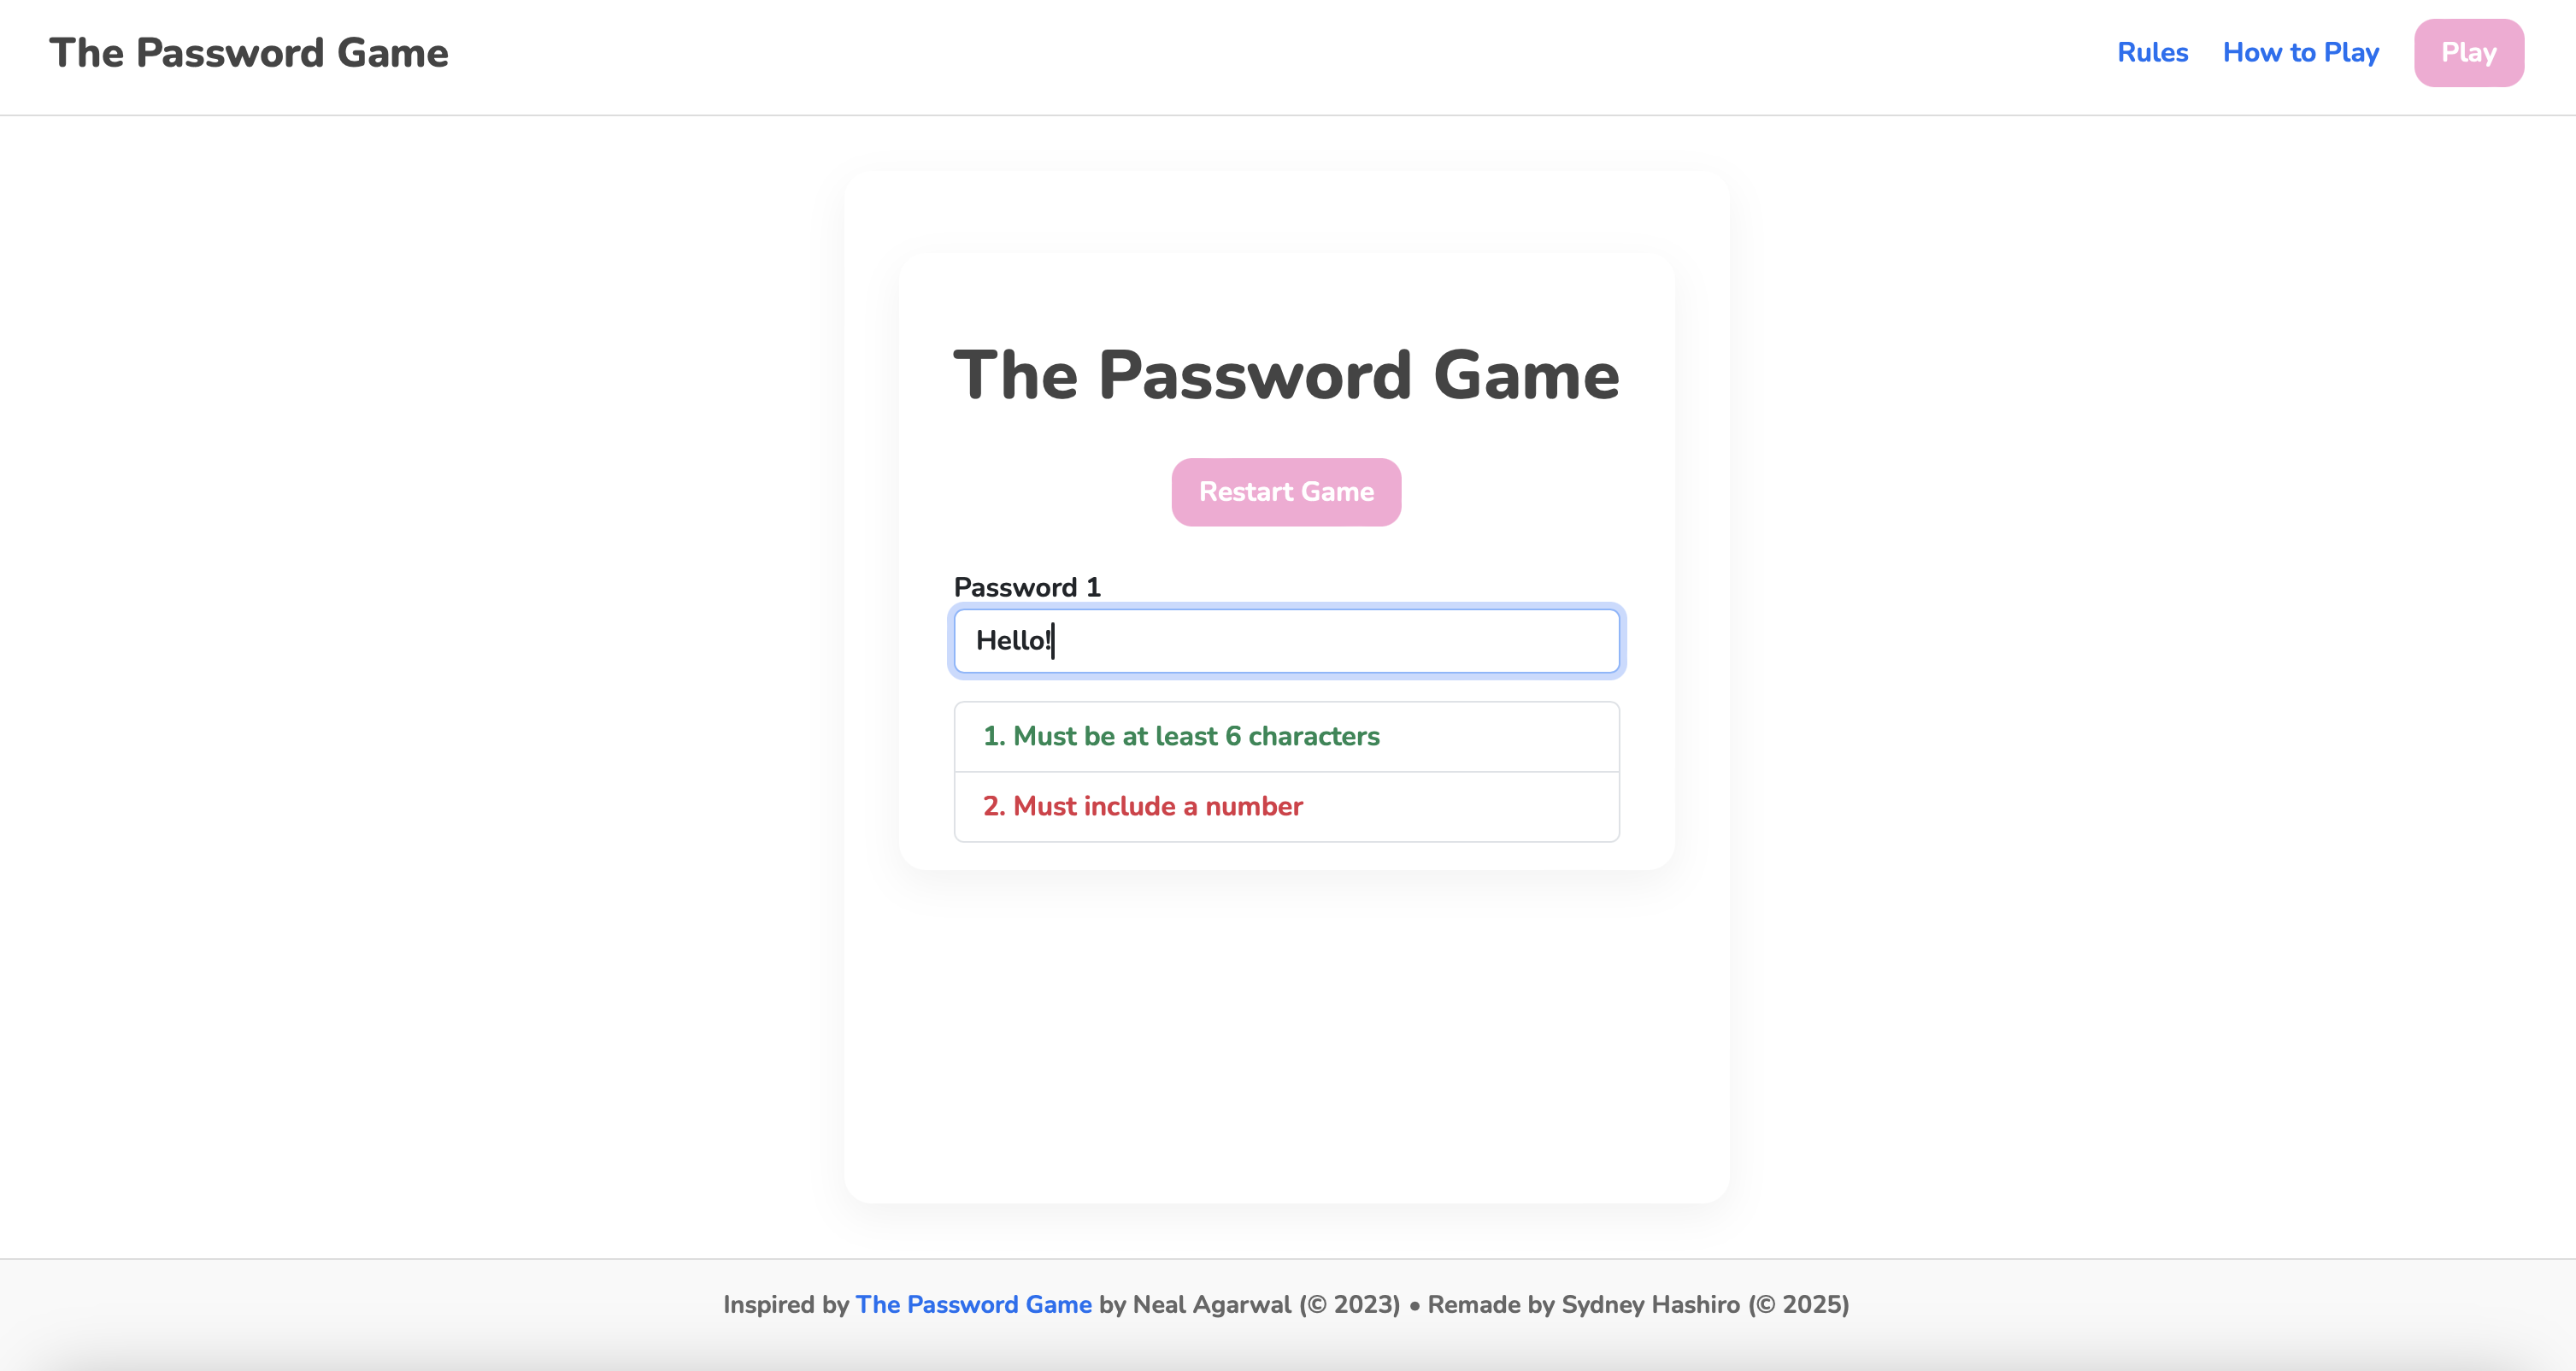 The Password Game
Rules How to Play Play
The Password Game
Restart Game
Password 1
Hello!
1. Must be at least 6 characters
2. Must include a number
Inspired by The Password Game by Neal Agarwal (© 2023) • Remade by Sydney Hashiro (© 2025)